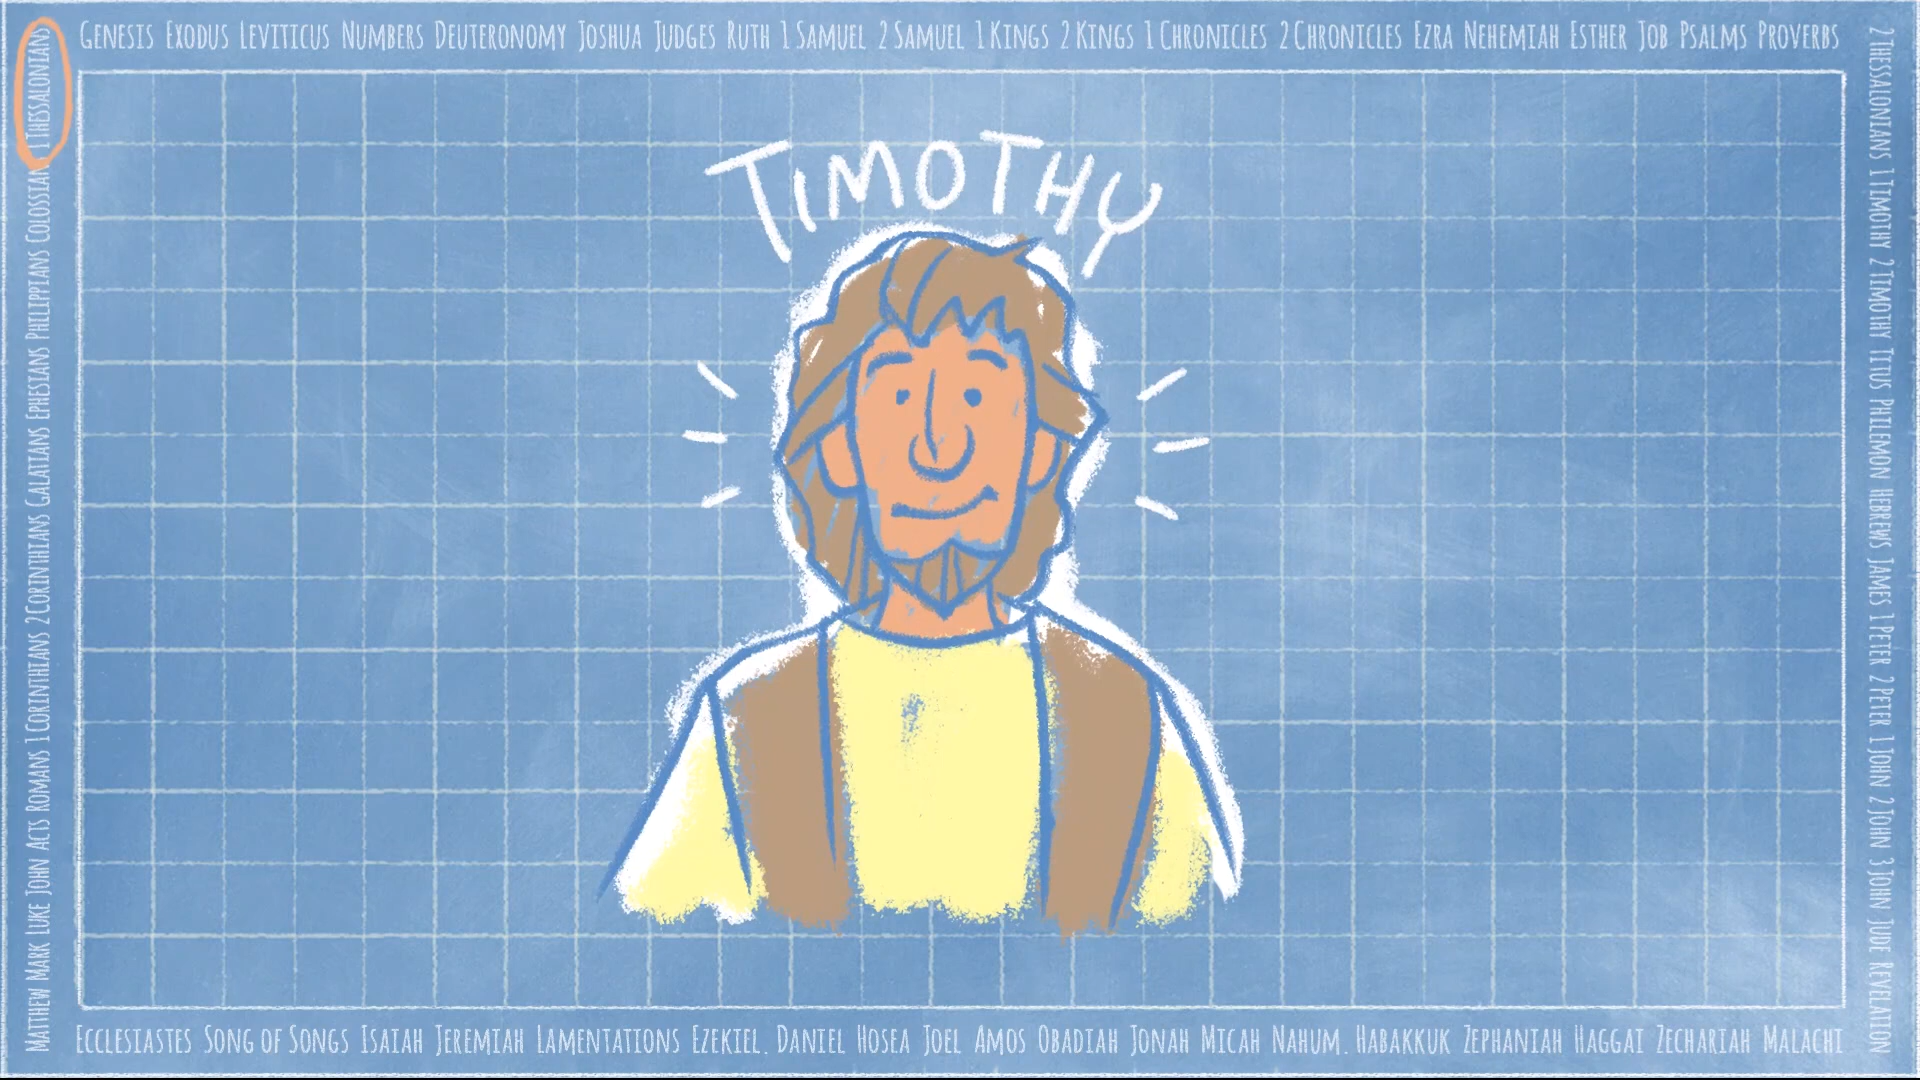 Genesis Exodus Leviticus Numbers Deuteronomy Joshua Judges Ruth 1 Samuel 2 Samuel 1 Kings 2 Kings 1 Chronicles 2 Chronicles Ezra Nehemiah Esther Job Psalms Proverbs
TIMOTHY
Ecclesiastes Song of Songs Isaiah Jeremiah Lamentations Ezekiel. Daniel Hosea Joel Amos Obadiah Jonah Micah Nahum. Habakkuk Zephaniah Haggai Zechariah Malachi
Matthew Mark Luke John Acts Romans 1 Corinthians 2 Corinthians Galatians Ephesians Philippians Colossians 1 Thessalonians
2 Thessalonians 1 Timothy 2 Timothy Titus Philemon Hebrews James 1 Peter 2 Peter 1 John 2 John 3 John Jude Revelation